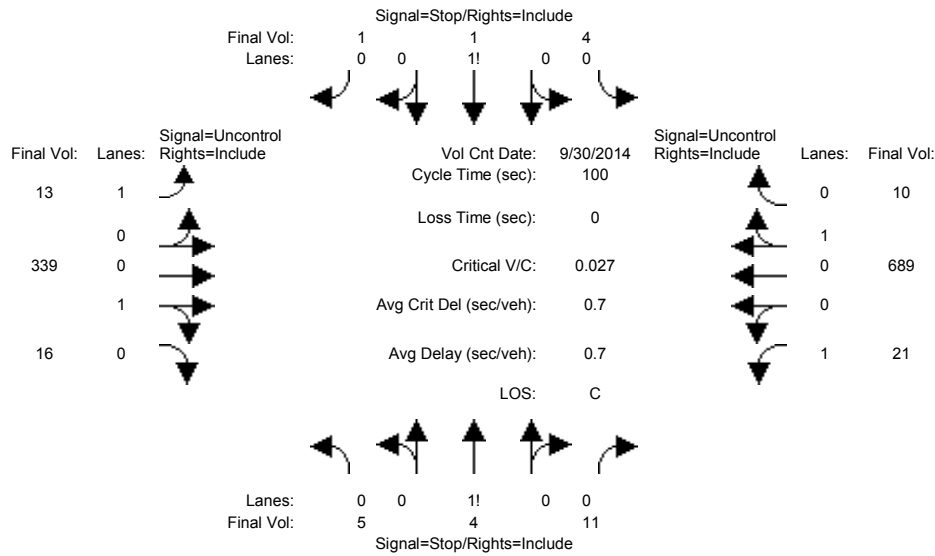 Signal=Stop/Rights=Include
Final Vol: 1 1 4
Lanes: 0 0 1! 0 0
Signal=Uncontrol Signal=Uncontrol
Final Vol: Lanes: Rights=Include Vol Cnt Date: 9/30/2014 Rights=Include Lanes: Final Vol:
Cycle Time (sec): 100
13 1 0 10
Loss Time (sec): 0
0 1
339 0 Critical V/C: 0.027 0 689
1 Avg Crit Del (sec/veh): 0.7 0
16 0 Avg Delay (sec/veh): 0.7 1 21
LOS: C
Lanes: 0 0 1! 0 0
Final Vol: 5 4 11
Signal=Stop/Rights=Include